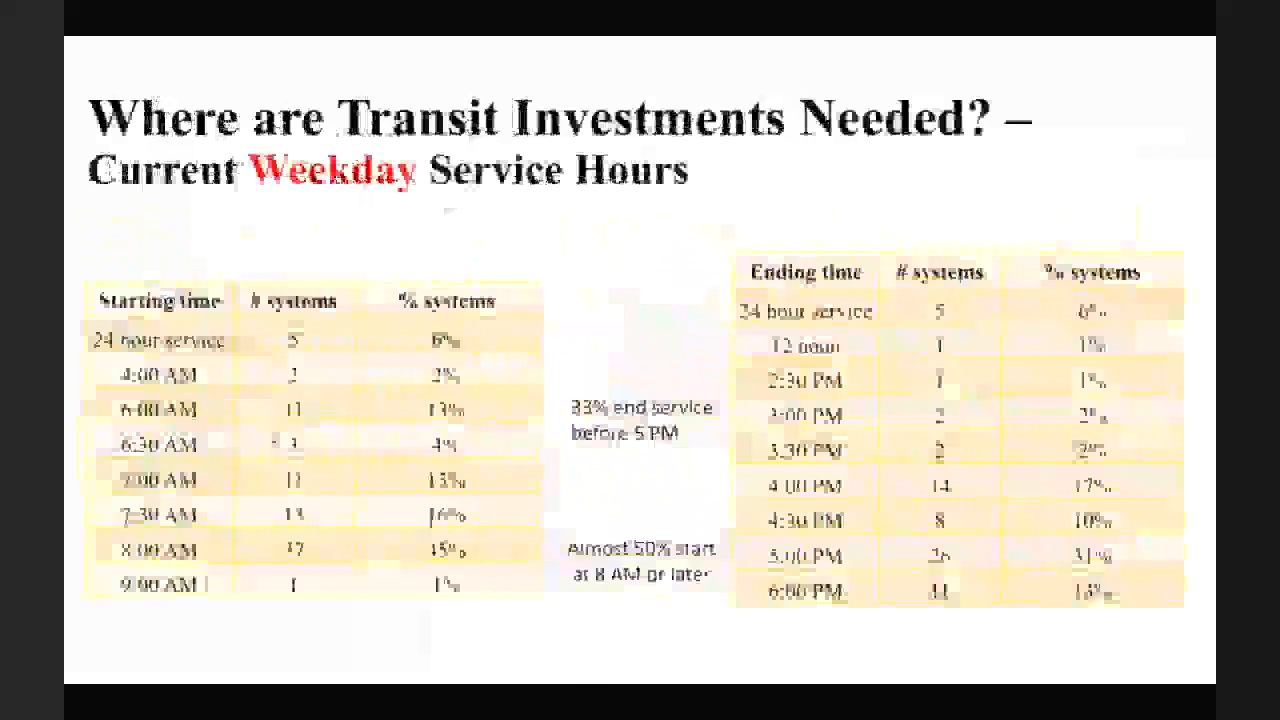 Where are Transit Investments Needed? –
Current Weekday Service Hours
Starting time # systems % systems
24 hour service 5 6%
4:00 AM 2%
6:00 AM 11 13%
6:30 AM 4%
7:00 AM 11 13%
7:30 AM 13 16%
8:00 AM 37 45%
9:00 AM 1 1%
33% end service
before 5 PM
Almost 50% start
at 8 AM or later
Ending time # systems % systems
24 hour service 5 6%
12 noon 1 1%
2:30 PM 1 1%
3:00 PM 2 2%
3:30 PM 2 2%
4:00 PM 14 17%
4:30 PM 8 10%
5:00 PM 26 31%
6:00 PM 11 13%